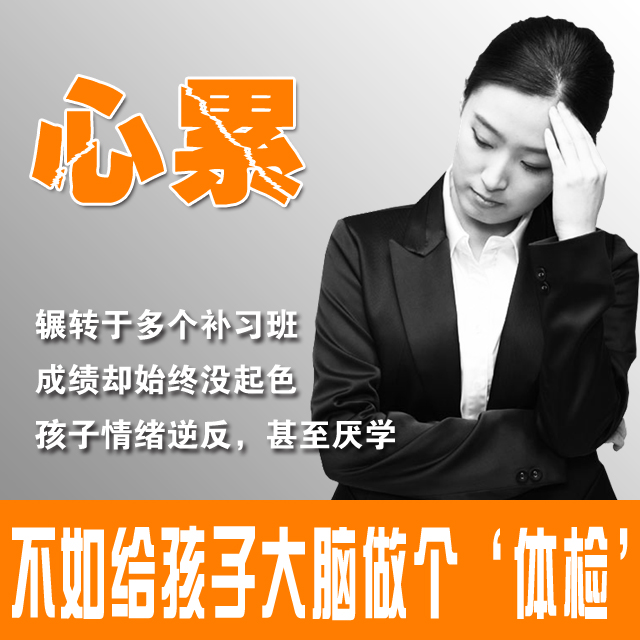 心累
辗转于多个补习班
成绩却始终没起色
孩子情绪逆反，甚至厌学
不如给孩子大脑做个‘体检’